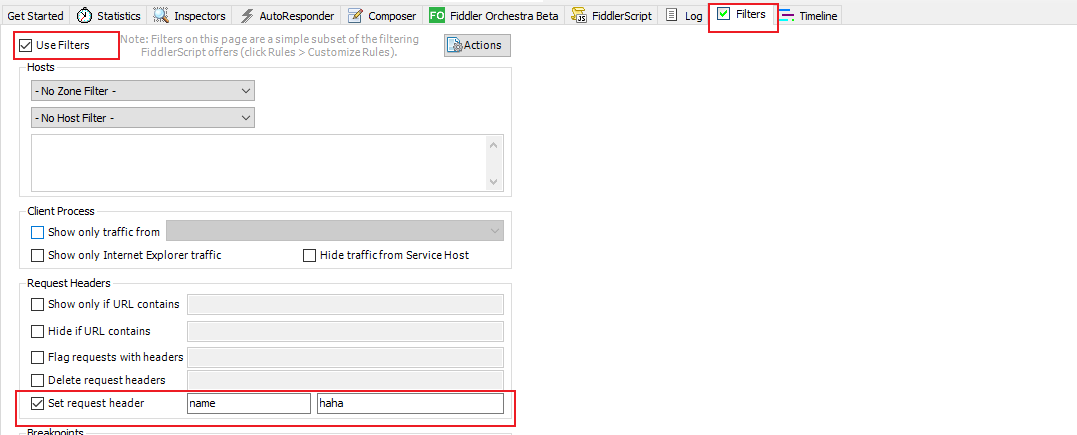 Get Started Statistics Inspectors AutoResponder Composer FO Fiddler Orchestra Beta JS FiddlerScript Log Filters Timeline
Use Filters
Note: Filters on this page are a simple subset of the filtering
FiddlerScript offers (click Rules > Customize Rules).
Actions
Hosts
- No Zone Filter -
- No Host Filter -
Client Process
Show only traffic from
Show only Internet Explorer traffic Hide traffic from Service Host
Request Headers
Show only if URL contains
Hide if URL contains
Flag requests with headers
Delete request headers
Set request header name haha
Breakpoints